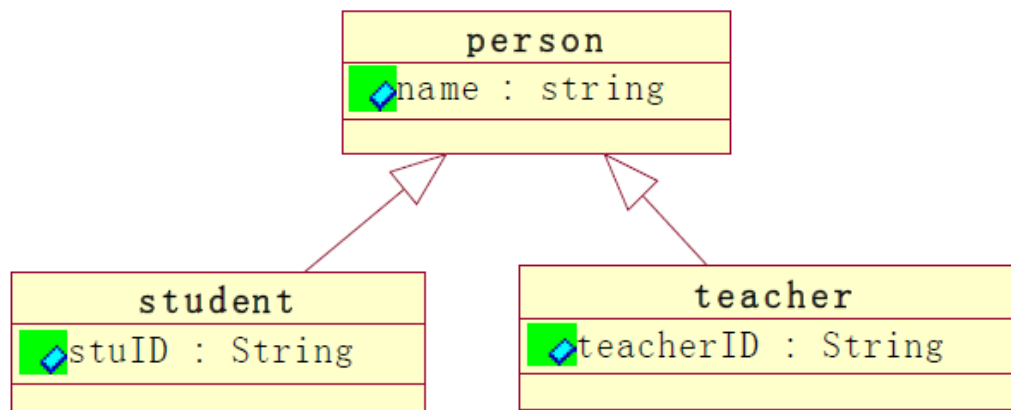 person
name : string
student
stuID : String
teacher
teacherID : String